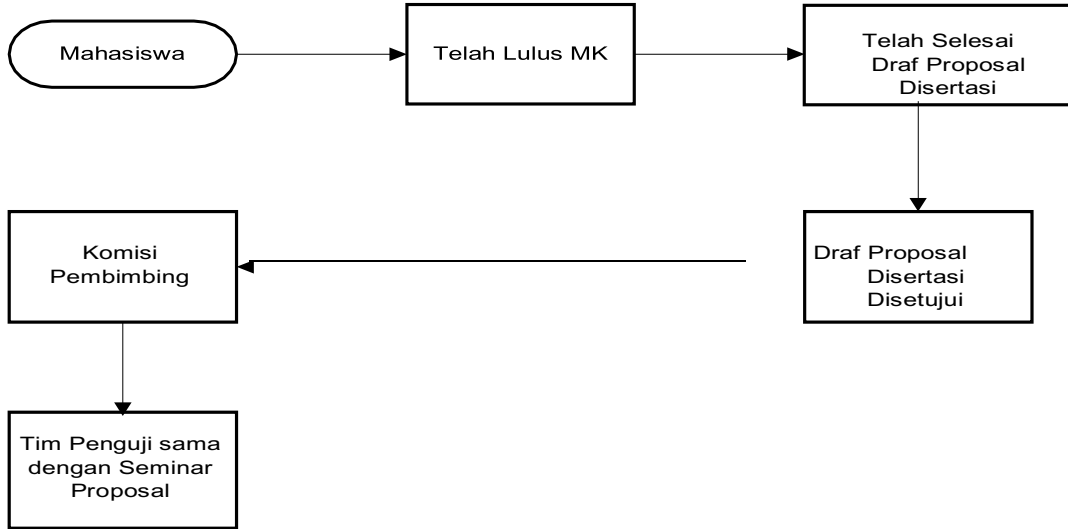 Mahasiswa
Telah Lulus MK
Telah Selesai
Draf Proposal
Disertasi
Draf Proposal
Disertasi
Disetujui
Komisi
Pembimbing
Tim Penguji sama
dengan Seminar
Proposal